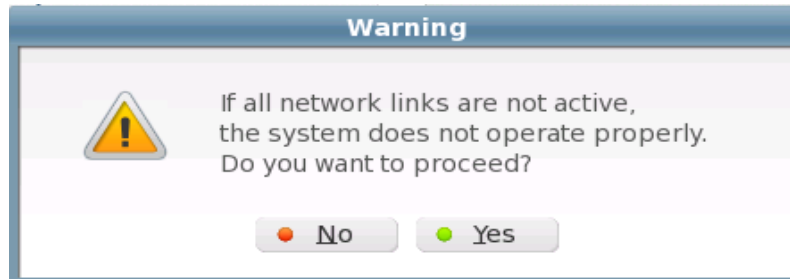 Warning
If all network links are not active,
the system does not operate properly.
Do you want to proceed?
No
Yes